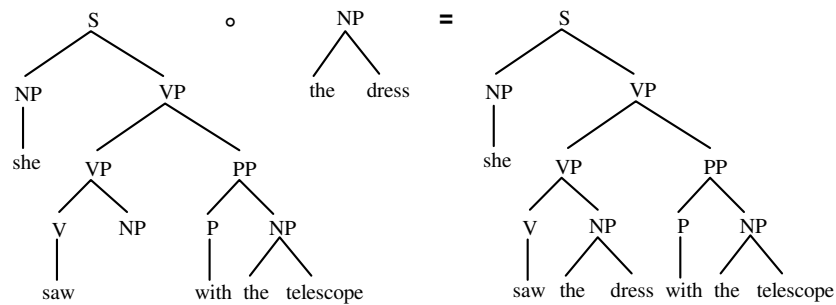 S ∘ NP = S
NP VP the dress NP VP
she VP PP she VP PP
V NP P NP V NP P NP
saw with the telescope saw the dress with the telescope